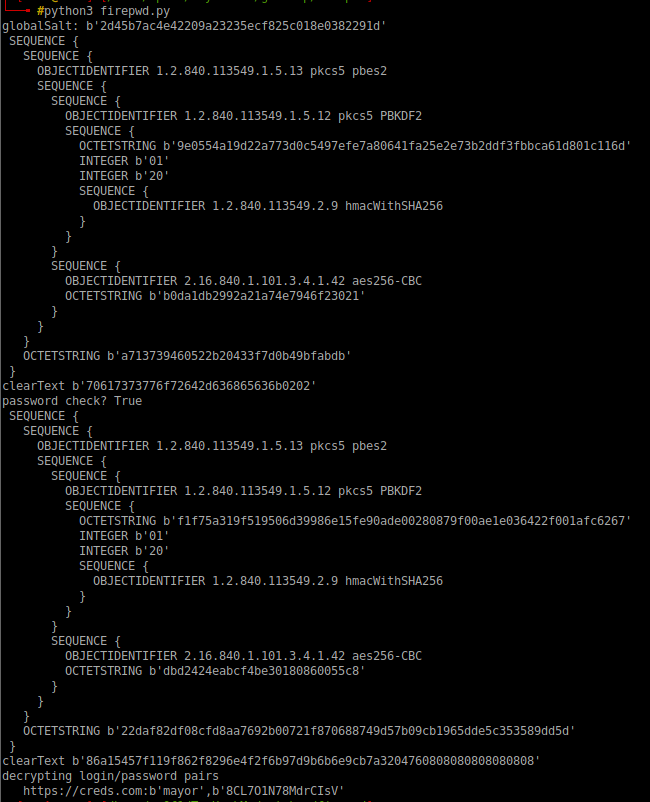 #python3 firepwd.py
globalSalt: b'2d45b7ac4e42209a23235ecf825c018e0382291d'
SEQUENCE {
SEQUENCE {
OBJECTIDENTIFIER 1.2.840.113549.1.5.13 pkcs5 pbes2
SEQUENCE {
SEQUENCE {
OBJECTIDENTIFIER 1.2.840.113549.1.5.12 pkcs5 PBKDF2
SEQUENCE {
OCTETSTRING b'9e0554a19d22a773d0c5497efe7a80641fa25e2e73b2ddf3fbbca61d801c116d'
INTEGER b'01'
INTEGER b'20'
SEQUENCE {
OBJECTIDENTIFIER 1.2.840.113549.2.9 hmacWithSHA256
}
}
}
SEQUENCE {
OBJECTIDENTIFIER 2.16.840.1.101.3.4.1.42 aes256-CBC
OCTETSTRING b'b0da1db2992a21a74e7946f23021'
}
}
}
OCTETSTRING b'a713739460522b20433f7d0b49bfabdb'
}
clearText b'70617373776f72642d636865636b0202'
password check? True
SEQUENCE {
SEQUENCE {
OBJECTIDENTIFIER 1.2.840.113549.1.5.13 pkcs5 pbes2
SEQUENCE {
SEQUENCE {
OBJECTIDENTIFIER 1.2.840.113549.1.5.12 pkcs5 PBKDF2
SEQUENCE {
OCTETSTRING b'f1f75a319f519506d39986e15fe90ade00280879f00ae1e036422f001afc6267'
INTEGER b'01'
INTEGER b'20'
SEQUENCE {
OBJECTIDENTIFIER 1.2.840.113549.2.9 hmacWithSHA256
}
}
}
SEQUENCE {
OBJECTIDENTIFIER 2.16.840.1.101.3.4.1.42 aes256-CBC
OCTETSTRING b'dbd2424eabcf4be30180860055c8'
}
}
}
OCTETSTRING b'22daf82df08cfd8aa7692b00721f870688749d57b09cb1965dde5c353589dd5d'
}
clearText b'86a15457f119f862f8296e4f2f6b97d9b6b6e9cb7a3204760808080808080808'
decrypting login/password pairs
https://creds.com:b'mayor',b'8CL7O1N78MdrCIsV'